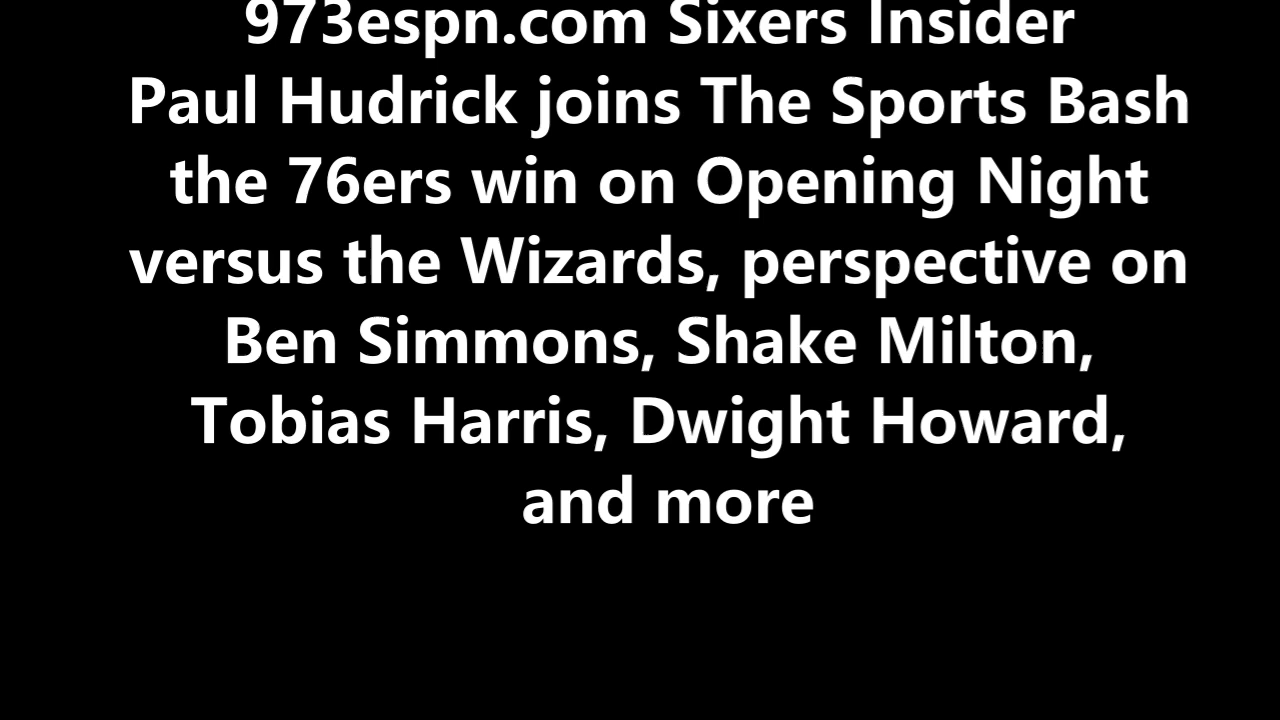 973espn.com Sixers Insider
Paul Hudrick joins The Sports Bash
the 76ers win on Opening Night
versus the Wizards, perspective on
Ben Simmons, Shake Milton,
Tobias Harris, Dwight Howard,
and more